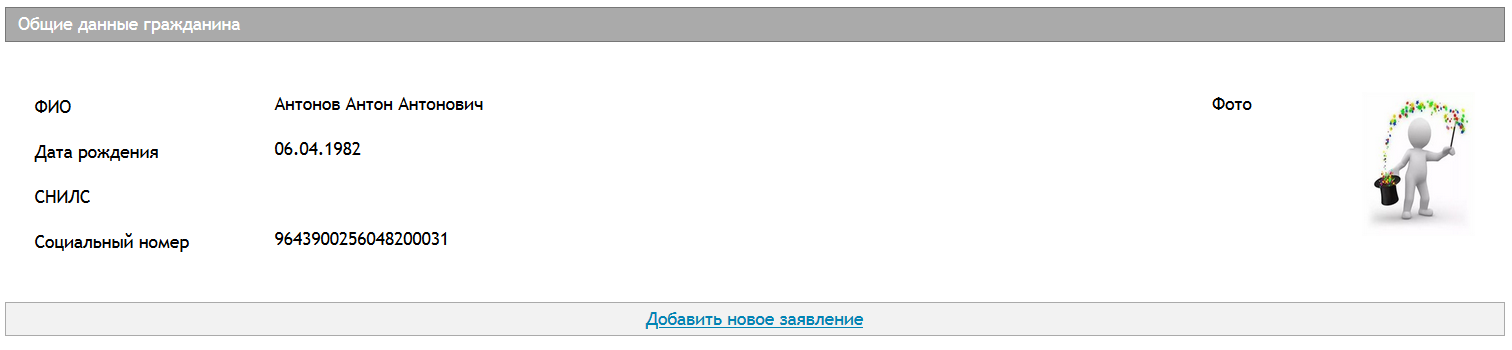 Общие данные гражданина
ФИО Антонов Антон Антонович Фото
Дата рождения 06.04.1982
СНИЛС
Социальный номер 9643900256048200031
Добавить новое заявление